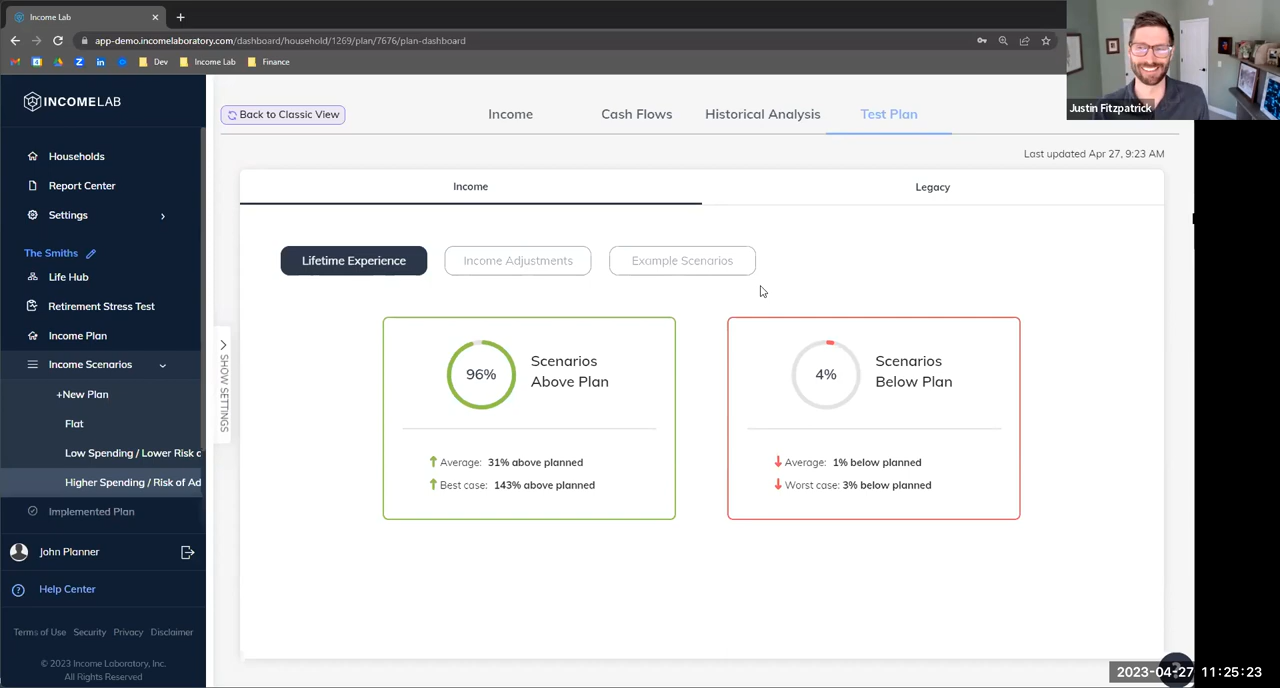 Income Lab
app-demo.incomelaboratory.com/dashboard/household/1269/plan/7676/plan-dashboard
Dev
Income Lab
Finance
Justin Fitzpatrick
INCOMELAB
Households
Report Center
Settings
The Smiths
Life Hub
Retirement Stress Test
Income Plan
Income Scenarios
+New Plan
Flat
Low Spending / Lower Risk o
Higher Spending / Risk of Ad
Implemented Plan
John Planner
Help Center
Terms of Use Security Privacy Disclaimer
© 2023 Income Laboratory, Inc.
All Rights Reserved
Back to Classic View
Income
Cash Flows
Historical Analysis
Test Plan
Last updated Apr 27, 9:23 AM
Income
Legacy
Lifetime Experience
Income Adjustments
Example Scenarios
SHOW SETTINGS
96%
Scenarios
Above Plan
Average: 31% above planned
Best case: 143% above planned
4%
Scenarios
Below Plan
Average: 1% below planned
Worst case: 3% below planned
2023-04-27 11:25:23